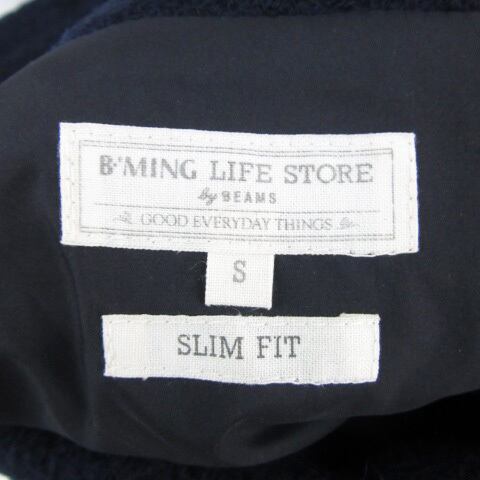 B·'MING LIFE STORE
by BEAMS
GOOD EVERYDAY THINGS
S
SLIM FIT